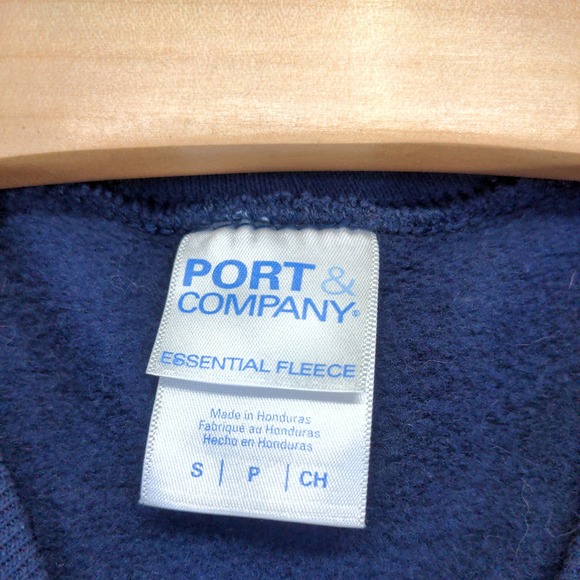 PORT &
COMPANY®
ESSENTIAL FLEECE
Made in Honduras
Fabriqué au Honduras
Hecho en Honduras
S | P | CH